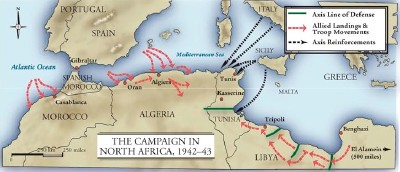 PORTUGAL
SPAIN
ITALY
Axis Line of Defense
Allied Landings &
Troop Movements
Axis Reinforcements
N
Atlantic Ocean
Mediterranean Sea
SICILY
GREECE
Gibraltar
SPANISH
MOROCCO
Casablanca
Oran
Algiers
Tunis
Kasserine
MALTA
MOROCCO
ALGERIA
TUNISIA
Tripoli
Benghazi
El Alamein
(500 miles)
LIBYA
THE CAMPAIGN IN
NORTH AFRICA, 1942–43
250 miles